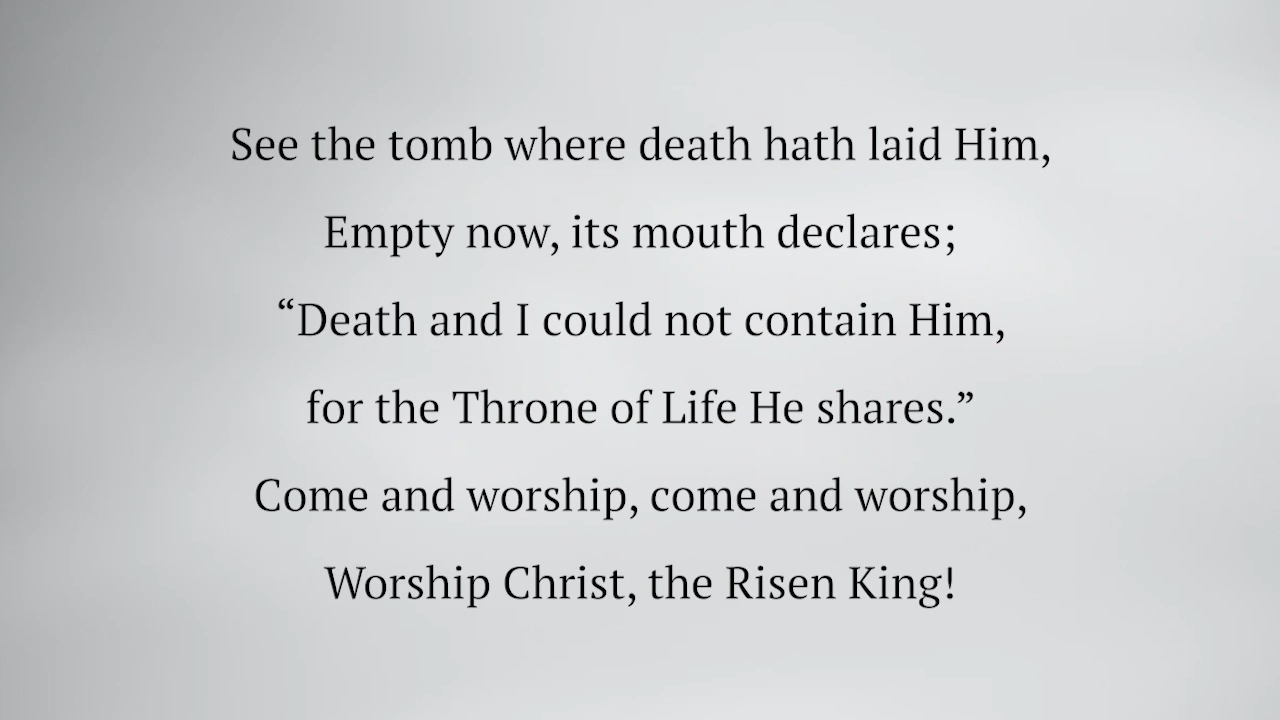 See the tomb where death hath laid Him,
Empty now, its mouth declares;
“Death and I could not contain Him,
for the Throne of Life He shares.”
Come and worship, come and worship,
Worship Christ, the Risen King!